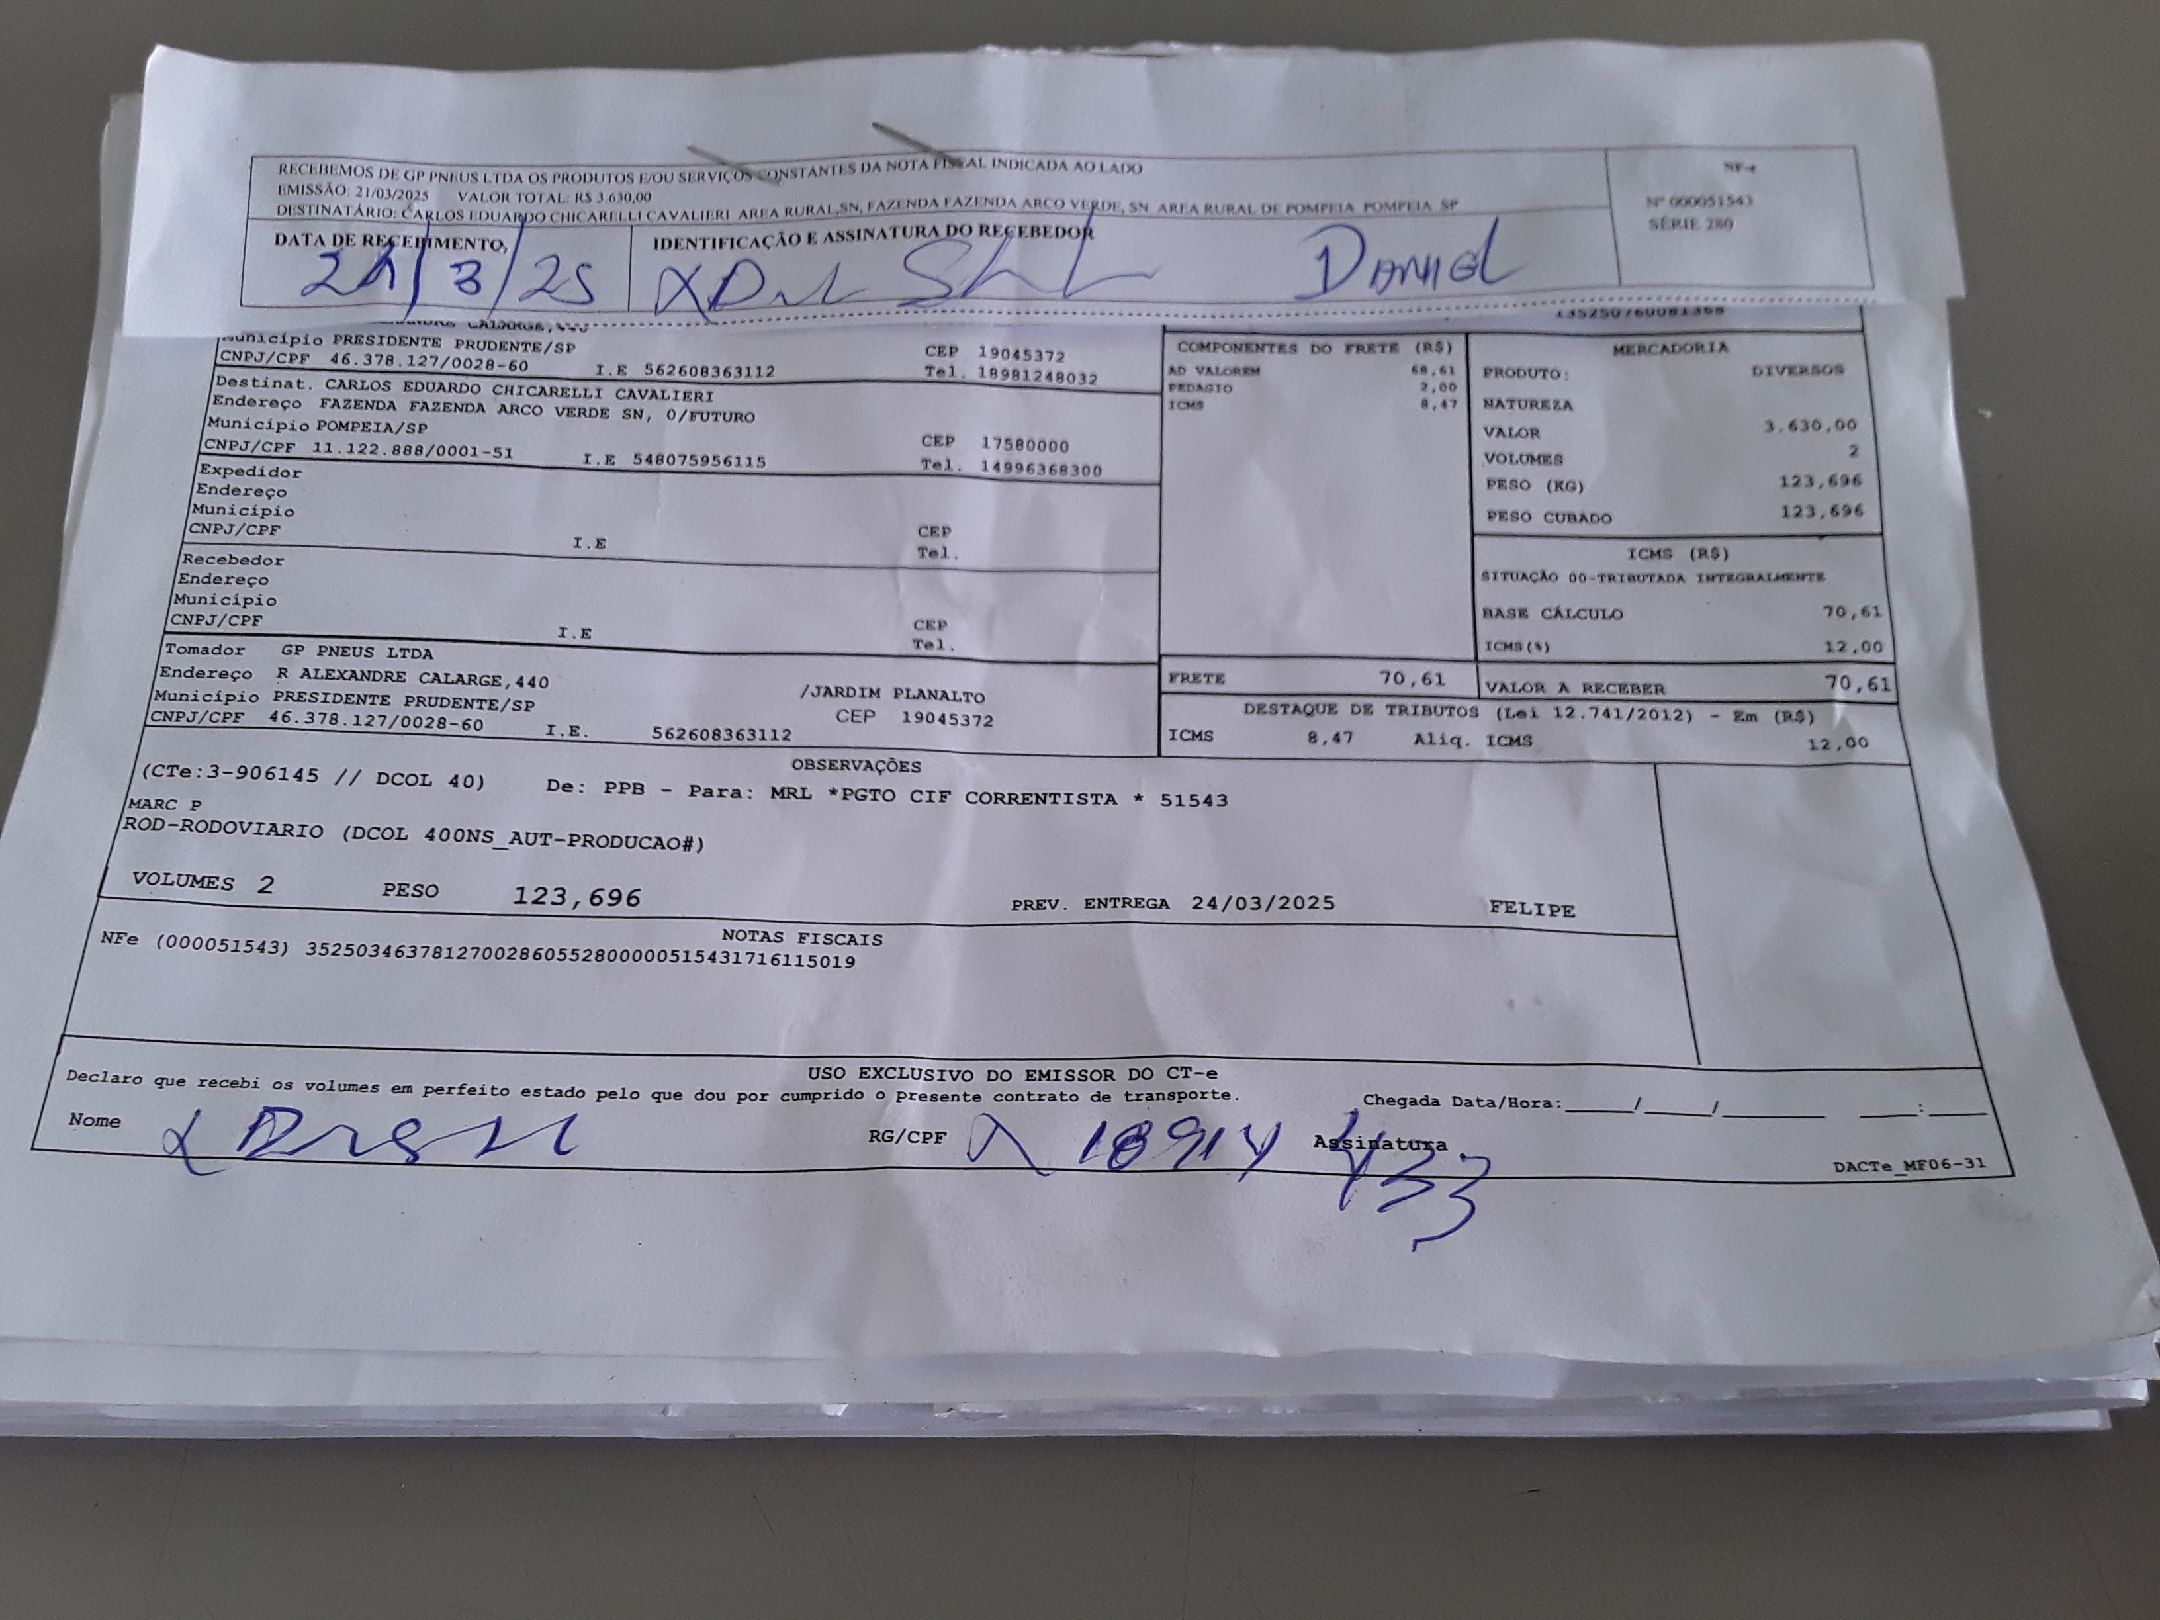 RECEBEMOS DE GP PNEUS LTDA OS PRODUTOS E/OU SERVIÇOS CONSTANTES DA NOTA FISCAL INDICADA AO LADO
EMISSÃO: 21/03/2025 VALOR TOTAL: R$ 3.630,00
DESTINATÁRIO: CARLOS EDUARDO CHICARELLI CAVALIERI AREA RURAL,SN, FAZENDA FAZENDA ARCO VERDE, SN AREA RURAL DE POMPEIA POMPEIA SP
NF-e
Nº 000051543
SÉRIE 280
DATA DE RECEBIMENTO,
IDENTIFICAÇÃO E ASSINATURA DO RECEBEDOR
/3/25
DANIEL
CALARGE,440
Município PRESIDENTE PRUDENTE/SP CEP 19045372
CNPJ/CPF 46.378.127/0028-60 I.E 562608363112 Tel. 18981248032
Destinat. CARLOS EDUARDO CHICARELLI CAVALIERI
Endereço FAZENDA FAZENDA ARCO VERDE SN, 0/FUTURO
Município POMPEIA/SP CEP 17580000
CNPJ/CPF 11.122.888/0001-51 I.E 548075956115 Tel. 14996368300
Expedidor
Endereço
Município CEP
CNPJ/CPF I.E Tel.
Recebedor
Endereço
Município CEP
CNPJ/CPF I.E Tel.
Tomador GP PNEUS LTDA
Endereço R ALEXANDRE CALARGE,440 /JARDIM PLANALTO
Município PRESIDENTE PRUDENTE/SP CEP 19045372
CNPJ/CPF 46.378.127/0028-60 I.E. 562608363112
COMPONENTES DO FRETE (R$)
AD VALOREM 68,61
PEDAGIO 2,00
ICMS 8,47
FRETE 70,61
MERCADORIA
PRODUTO: DIVERSOS
NATUREZA
VALOR 3.630,00
VOLUMES 2
PESO (KG) 123,696
PESO CUBADO 123,696
ICMS (R$)
SITUAÇÃO 00-TRIBUTADA INTEGRALMENTE
BASE CÁLCULO 70,61
ICMS(%) 12,00
VALOR A RECEBER 70,61
DESTAQUE DE TRIBUTOS (Lei 12.741/2012) - Em (R$)
ICMS 8,47 Aliq. ICMS 12,00
OBSERVAÇÕES
(CTe:3-906145 // DCOL 40) De: PPB - Para: MRL *PGTO CIF CORRENTISTA * 51543
MARC P
ROD-RODOVIARIO (DCOL 400NS_AUT-PRODUCAO#)
VOLUMES 2 PESO 123,696 PREV. ENTREGA 24/03/2025 FELIPE
NOTAS FISCAIS
NFe (000051543) 35250346378127002860552800000515431716115019
USO EXCLUSIVO DO EMISSOR DO CT-e
Declaro que recebi os volumes em perfeito estado pelo que dou por cumprido o presente contrato de transporte.
Chegada Data/Hora:_____/_____/_______ ____:____
Nome RG/CPF 18914 433 Assinatura
DACTe_MF06-31